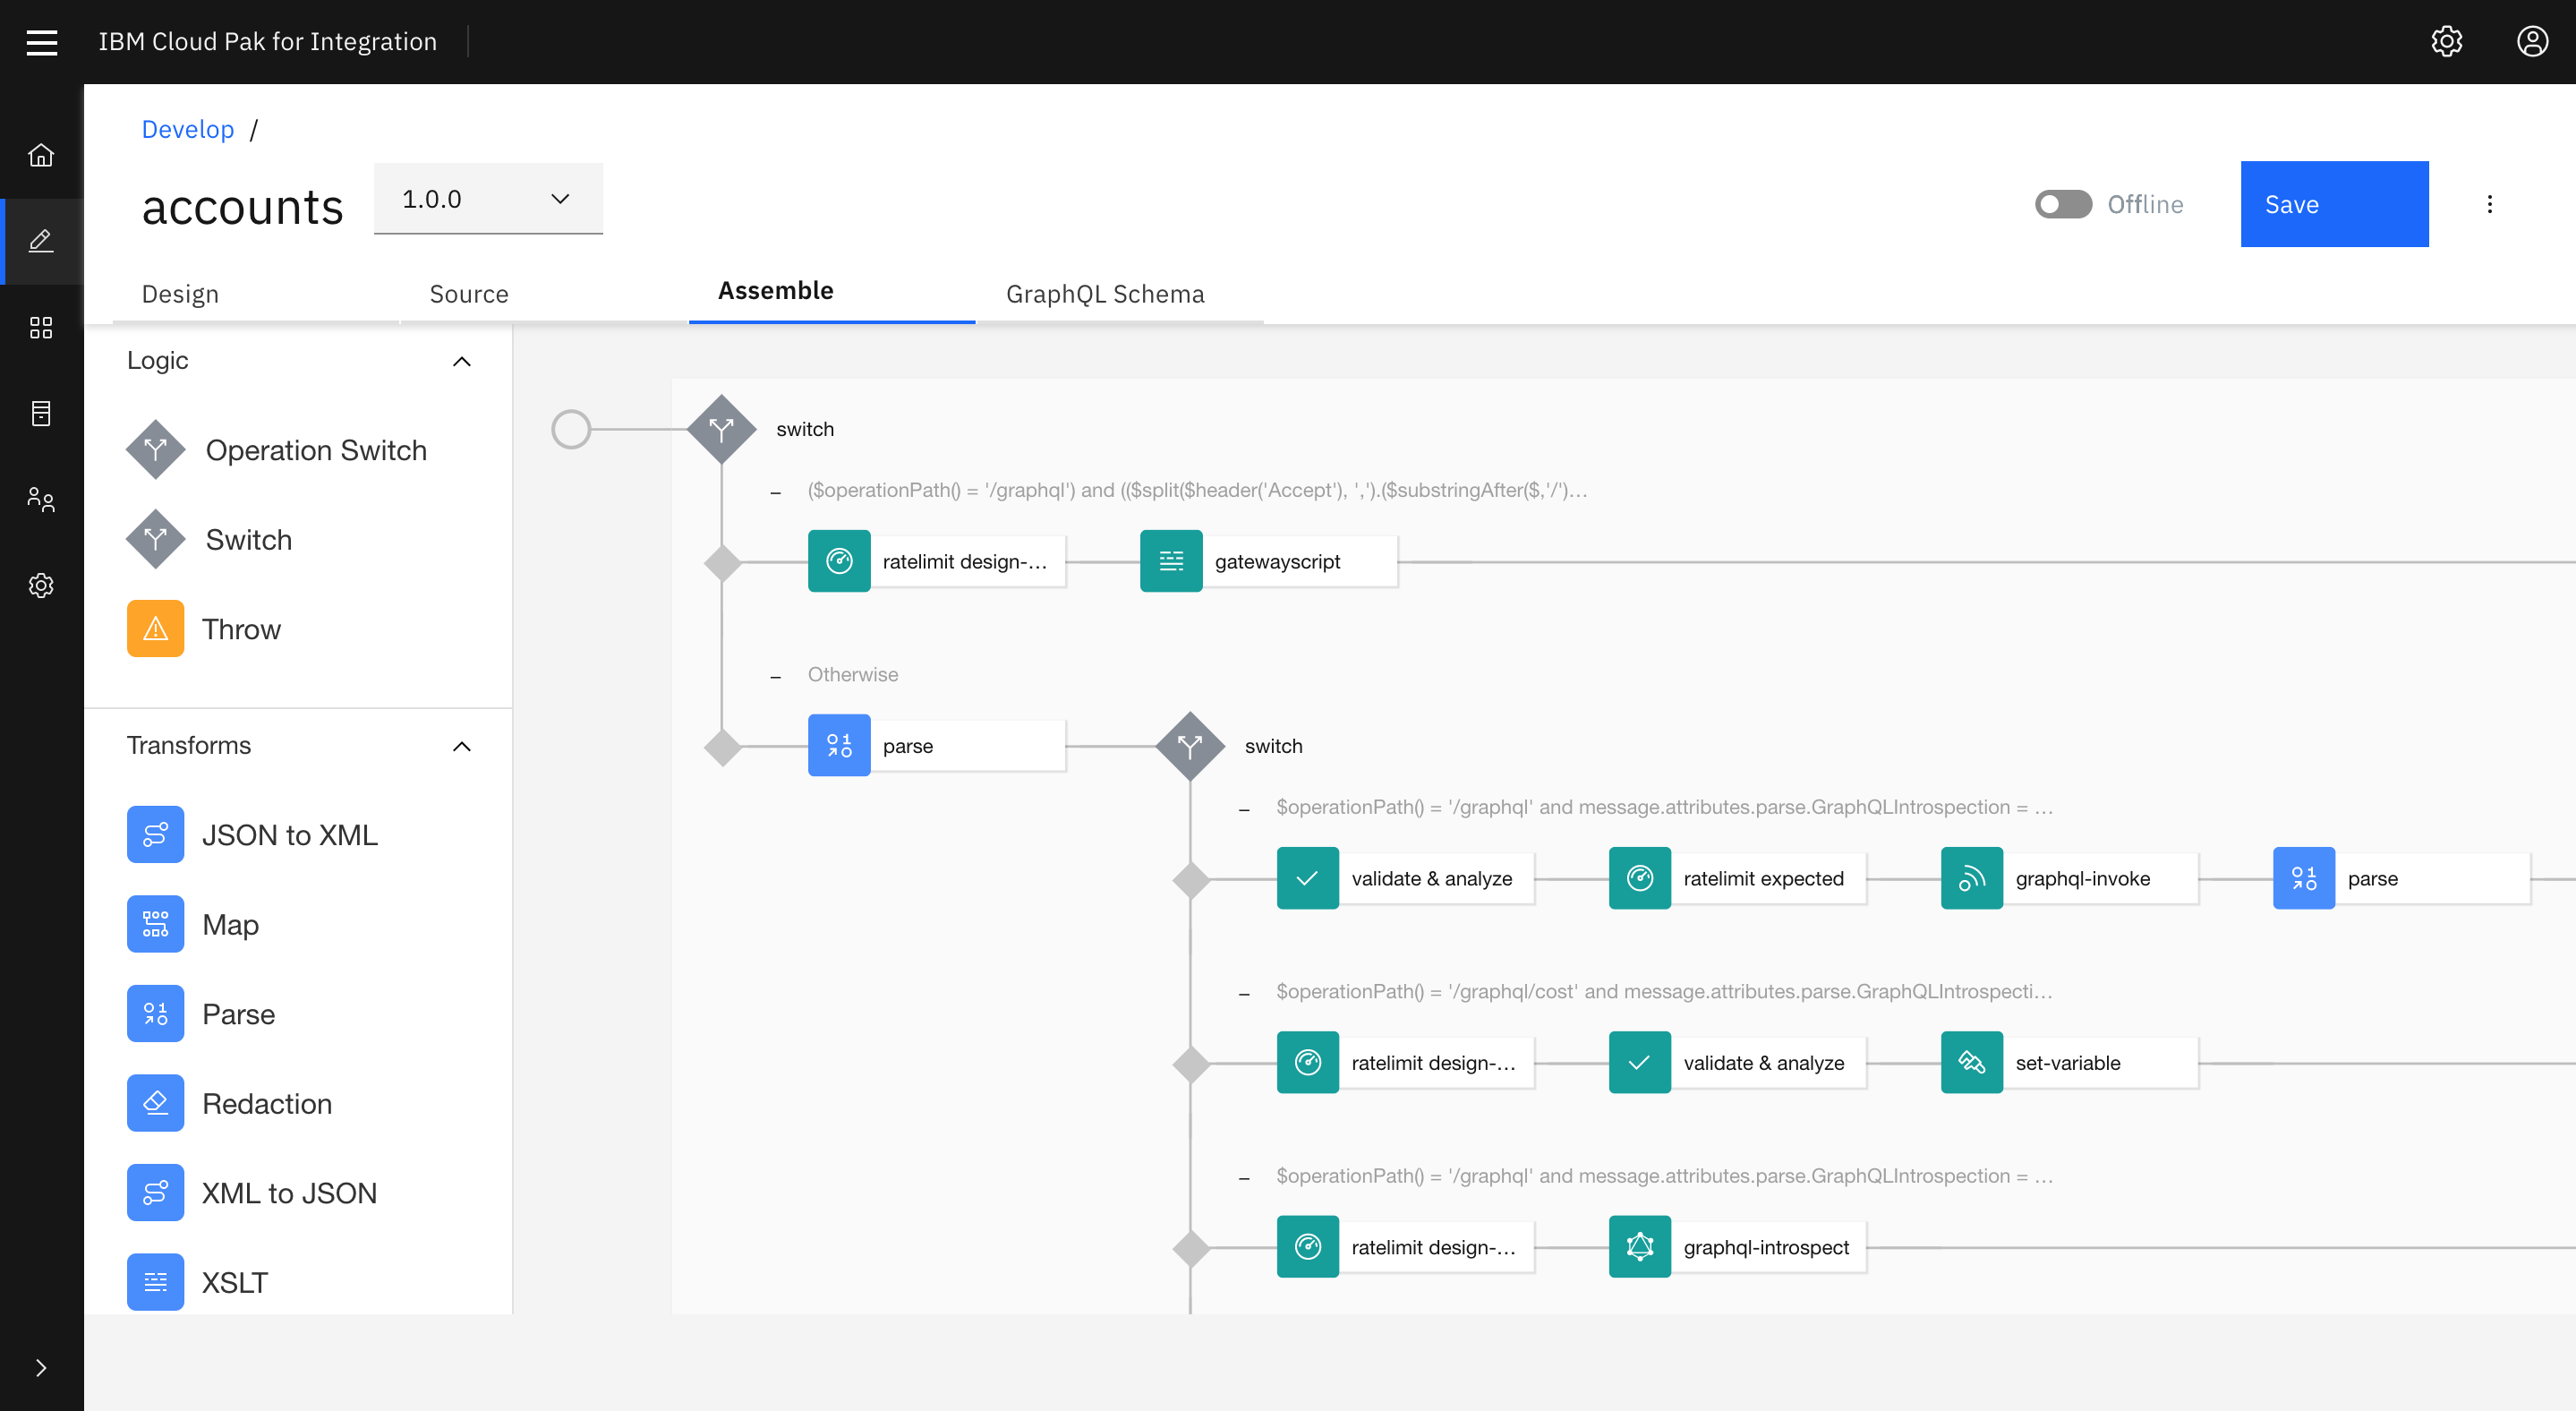 IBM Cloud Pak for Integration
Develop /
accounts
1.0.0
Offline
Save
Design
Source
Assemble
GraphQL Schema
Logic
Operation Switch
Switch
Throw
Transforms
JSON to XML
Map
Parse
Redaction
XML to JSON
XSLT
switch
($operationPath() = '/graphql') and (($split($header('Accept'), ',').($substringAfter($,'/')...
ratelimit design-...
gatewayscript
Otherwise
parse
switch
$operationPath() = '/graphql' and message.attributes.parse.GraphQLIntrospection = ...
validate & analyze
ratelimit expected
graphql-invoke
parse
$operationPath() = '/graphql/cost' and message.attributes.parse.GraphQLIntrospecti...
ratelimit design-...
validate & analyze
set-variable
$operationPath() = '/graphql' and message.attributes.parse.GraphQLIntrospection = ...
ratelimit design-...
graphql-introspect